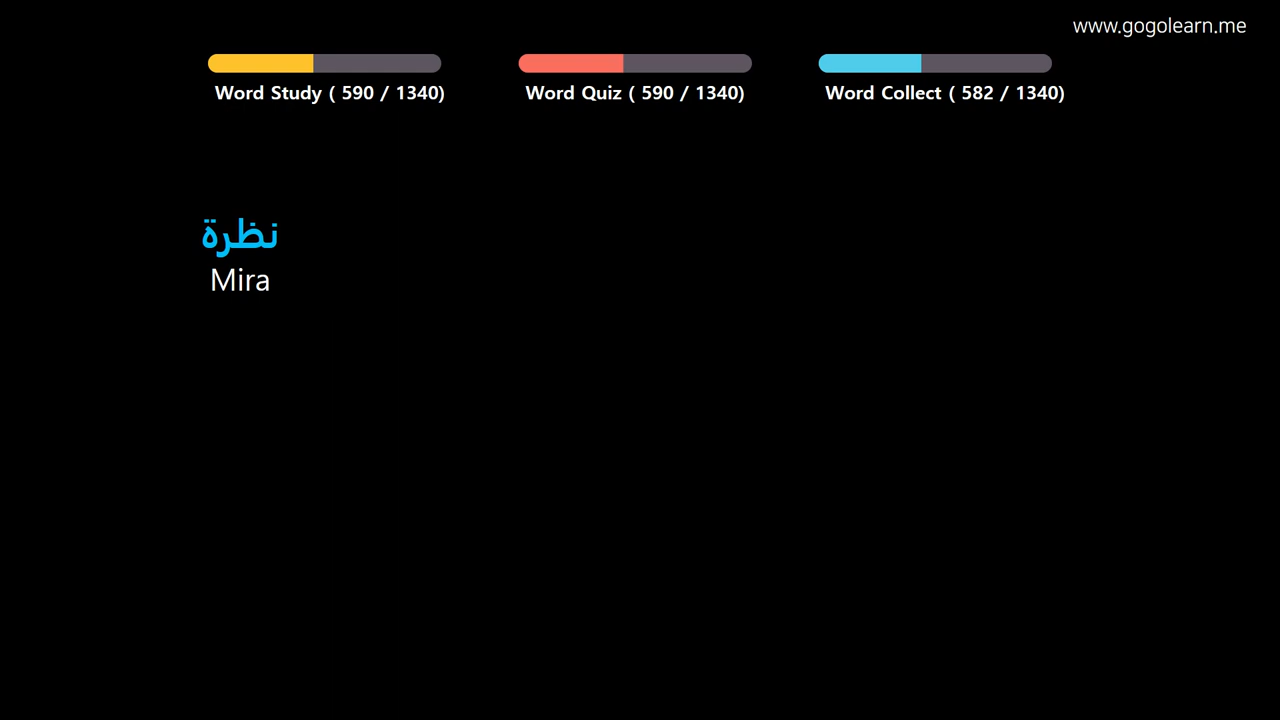 www.gogolearn.me
Word Study ( 590 / 1340)
Word Quiz ( 590 / 1340)
Word Collect ( 582 / 1340)
نظرة
Mira